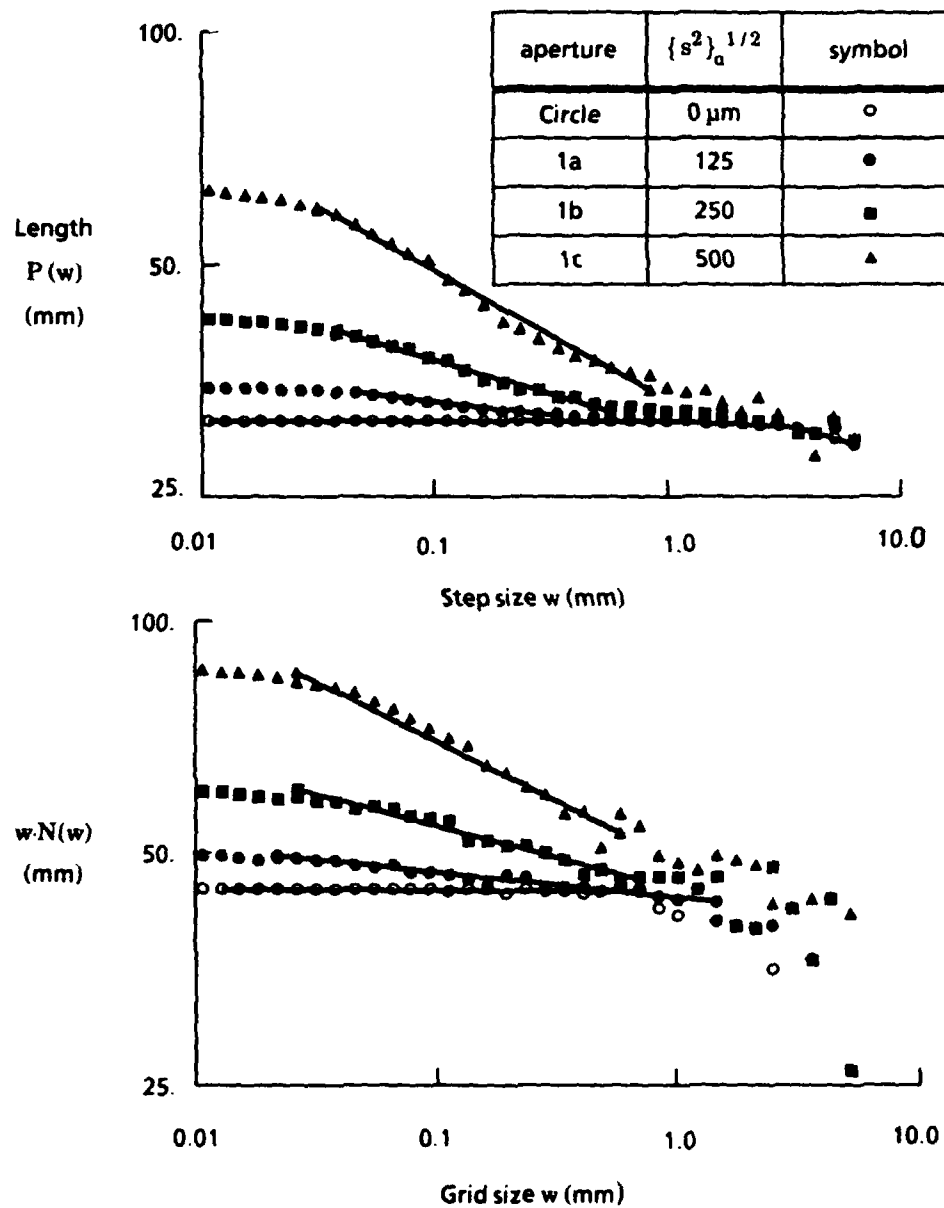 100.
50.
25.
Length
P (w)
(mm)
aperture {s²}ₐ¹/² symbol
Circle 0 µm ○
1a 125 ●
1b 250 ■
1c 500 ▲
0.01 0.1 1.0 10.0
Step size w (mm)
100.
50.
25.
w·N(w)
(mm)
0.01 0.1 1.0 10.0
Grid size w (mm)